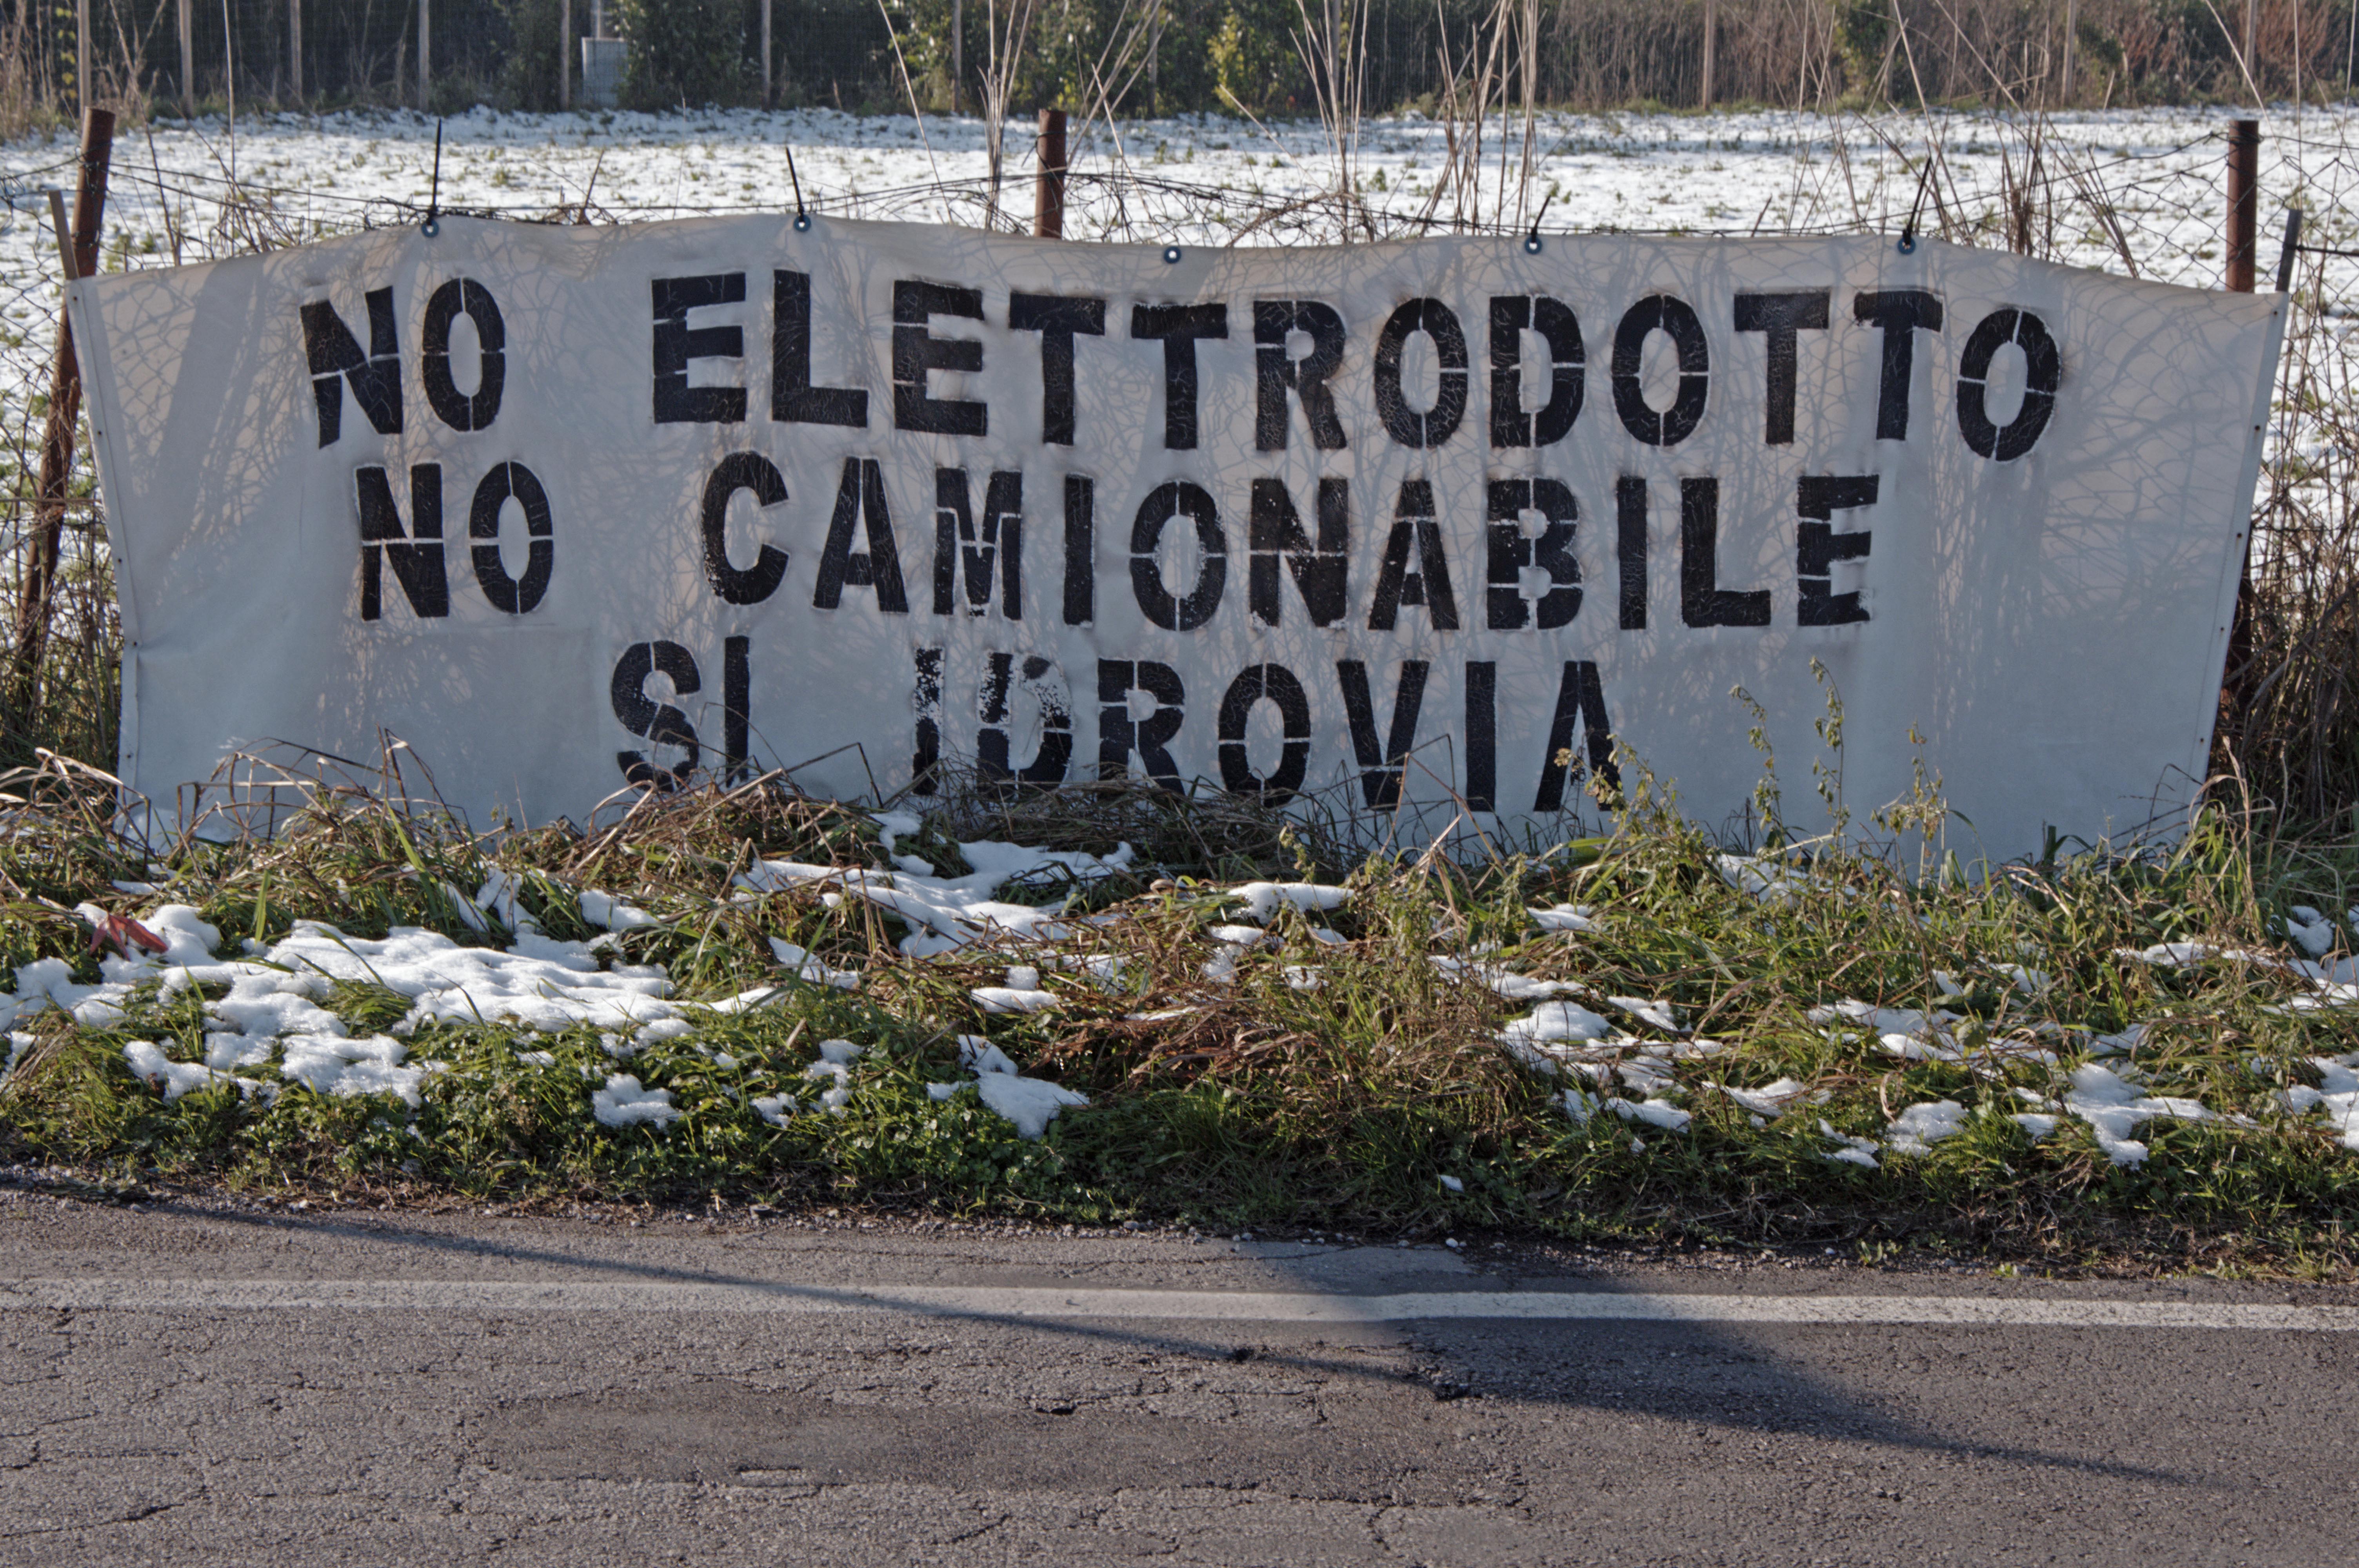 NO ELETTRODOTTO
NO CAMIONABILE
SI IDROVIA